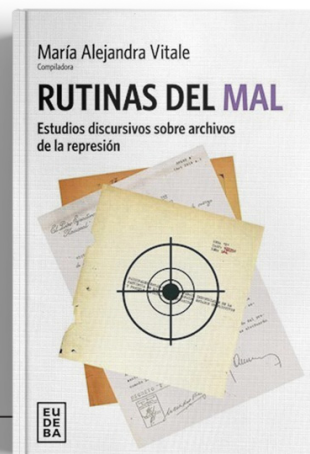 María Alejandra Vitale
Compiladora
RUTINAS DEL MAL
Estudios discursivos sobre archivos
de la represión
EU
DE
BA